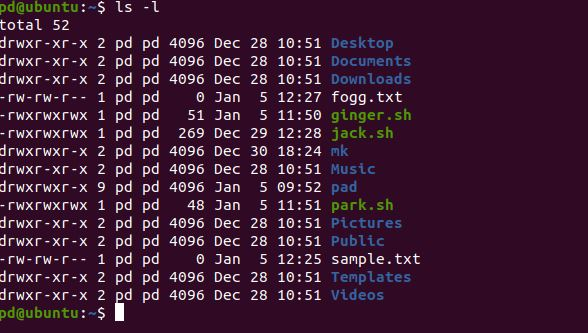 pd@ubuntu:~$ ls -l
total 52
drwxr-xr-x 2 pd pd 4096 Dec 28 10:51 Desktop
drwxr-xr-x 2 pd pd 4096 Dec 28 10:51 Documents
drwxr-xr-x 2 pd pd 4096 Dec 28 10:51 Downloads
-rw-rw-r-- 1 pd pd    0 Jan  5 12:27 fogg.txt
-rwxrwxrwx 1 pd pd   51 Jan  5 11:50 ginger.sh
-rwxrwxrwx 1 pd pd  269 Dec 29 12:28 jack.sh
drwxrwxr-x 2 pd pd 4096 Dec 30 18:24 mk
drwxr-xr-x 2 pd pd 4096 Dec 28 10:51 Music
drwxrwxr-x 9 pd pd 4096 Jan  5 09:52 pad
-rwxrwxrwx 1 pd pd   48 Jan  5 11:51 park.sh
drwxr-xr-x 2 pd pd 4096 Dec 28 10:51 Pictures
drwxr-xr-x 2 pd pd 4096 Dec 28 10:51 Public
-rw-rw-r-- 1 pd pd    0 Jan  5 12:25 sample.txt
drwxr-xr-x 2 pd pd 4096 Dec 28 10:51 Templates
drwxr-xr-x 2 pd pd 4096 Dec 28 10:51 Videos
pd@ubuntu:~$